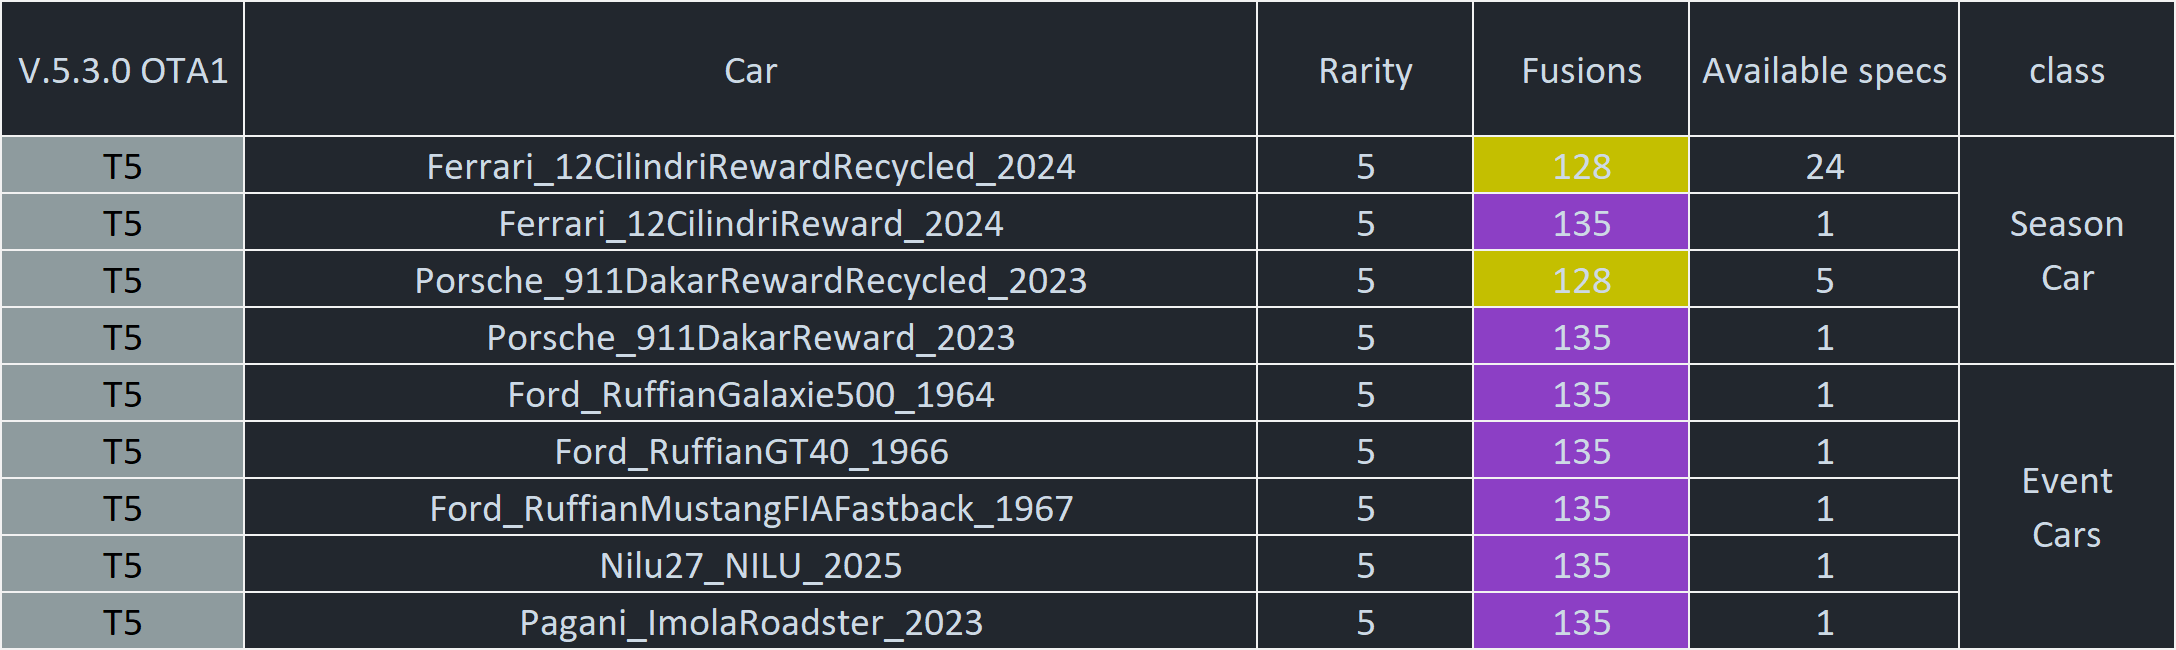 V.5.3.0 OTA1 Car Rarity Fusions Available specs class
T5 Ferrari_12CilindriRewardRecycled_2024 5 128 24
T5 Ferrari_12CilindriReward_2024 5 135 1
Season
Car
T5 Porsche_911DakarRewardRecycled_2023 5 128 5
T5 Porsche_911DakarReward_2023 5 135 1
T5 Ford_RuffianGalaxie500_1964 5 135 1
T5 Ford_RuffianGT40_1966 5 135 1
Event
Cars
T5 Ford_RuffianMustangFIAFastback_1967 5 135 1
T5 Nilu27_NILU_2025 5 135 1
T5 Pagani_ImolaRoadster_2023 5 135 1